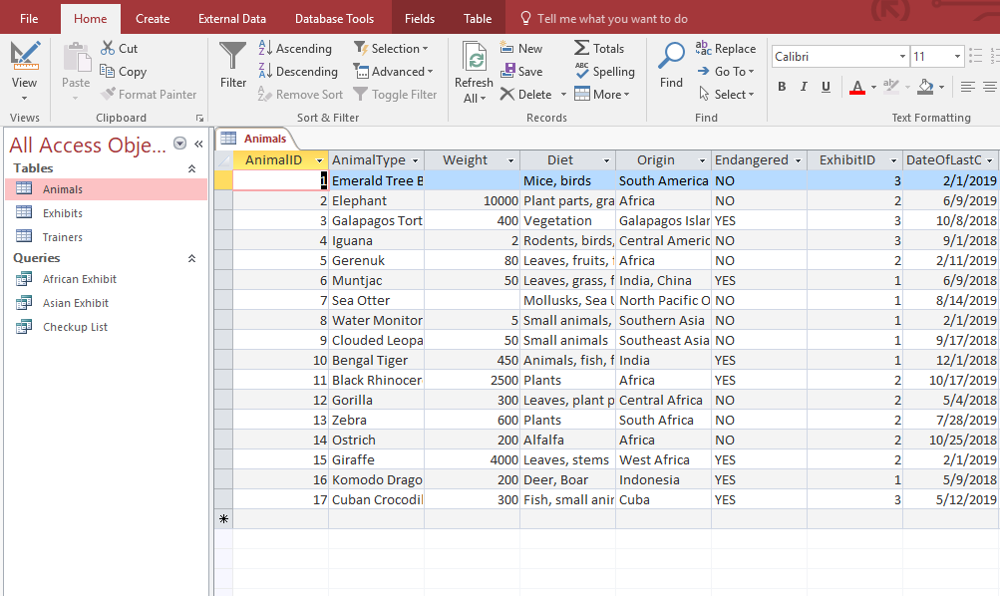 File Home Create External Data Database Tools Fields Table Tell me what you want to do
View
Views
Paste
Cut
Copy
Format Painter
Clipboard
Filter
Ascending
Descending
Remove Sort
Selection
Advanced
Toggle Filter
Sort & Filter
Refresh
All
New
Save
Delete
Totals
Spelling
More
Records
Find
Replace
Go To
Select
Find
Calibri 11
B I U A
Text Formatting
All Access Obje...
Tables
Animals
Exhibits
Trainers
Queries
African Exhibit
Asian Exhibit
Checkup List
Animals
AnimalID AnimalType Weight Diet Origin Endangered ExhibitID DateOfLastC
1 Emerald Tree B Mice, birds South America NO 3 2/1/2019
2 Elephant 10000 Plant parts, gra Africa NO 2 6/9/2019
3 Galapagos Tort 400 Vegetation Galapagos Islar YES 3 10/8/2018
4 Iguana 2 Rodents, birds, Central Americ NO 3 9/1/2018
5 Gerenuk 80 Leaves, fruits, Africa NO 2 2/11/2019
6 Muntjac 50 Leaves, grass, f India, China YES 1 6/9/2018
7 Sea Otter Mollusks, Sea U North Pacific O NO 1 8/14/2019
8 Water Monitor 5 Small animals, Southern Asia NO 1 2/1/2019
9 Clouded Leopa 50 Small animals Southeast Asia NO 1 9/17/2018
10 Bengal Tiger 450 Animals, fish, f India YES 1 12/1/2018
11 Black Rhinocer 2500 Plants Africa YES 2 10/17/2019
12 Gorilla 300 Leaves, plant p Central Africa NO 2 5/4/2018
13 Zebra 600 Plants South Africa NO 2 7/28/2019
14 Ostrich 200 Alfalfa Africa NO 2 10/25/2018
15 Giraffe 4000 Leaves, stems West Africa YES 2 2/1/2019
16 Komodo Drago 200 Deer, Boar Indonesia YES 1 5/9/2018
17 Cuban Crocodil 300 Fish, small anir Cuba YES 3 5/12/2019